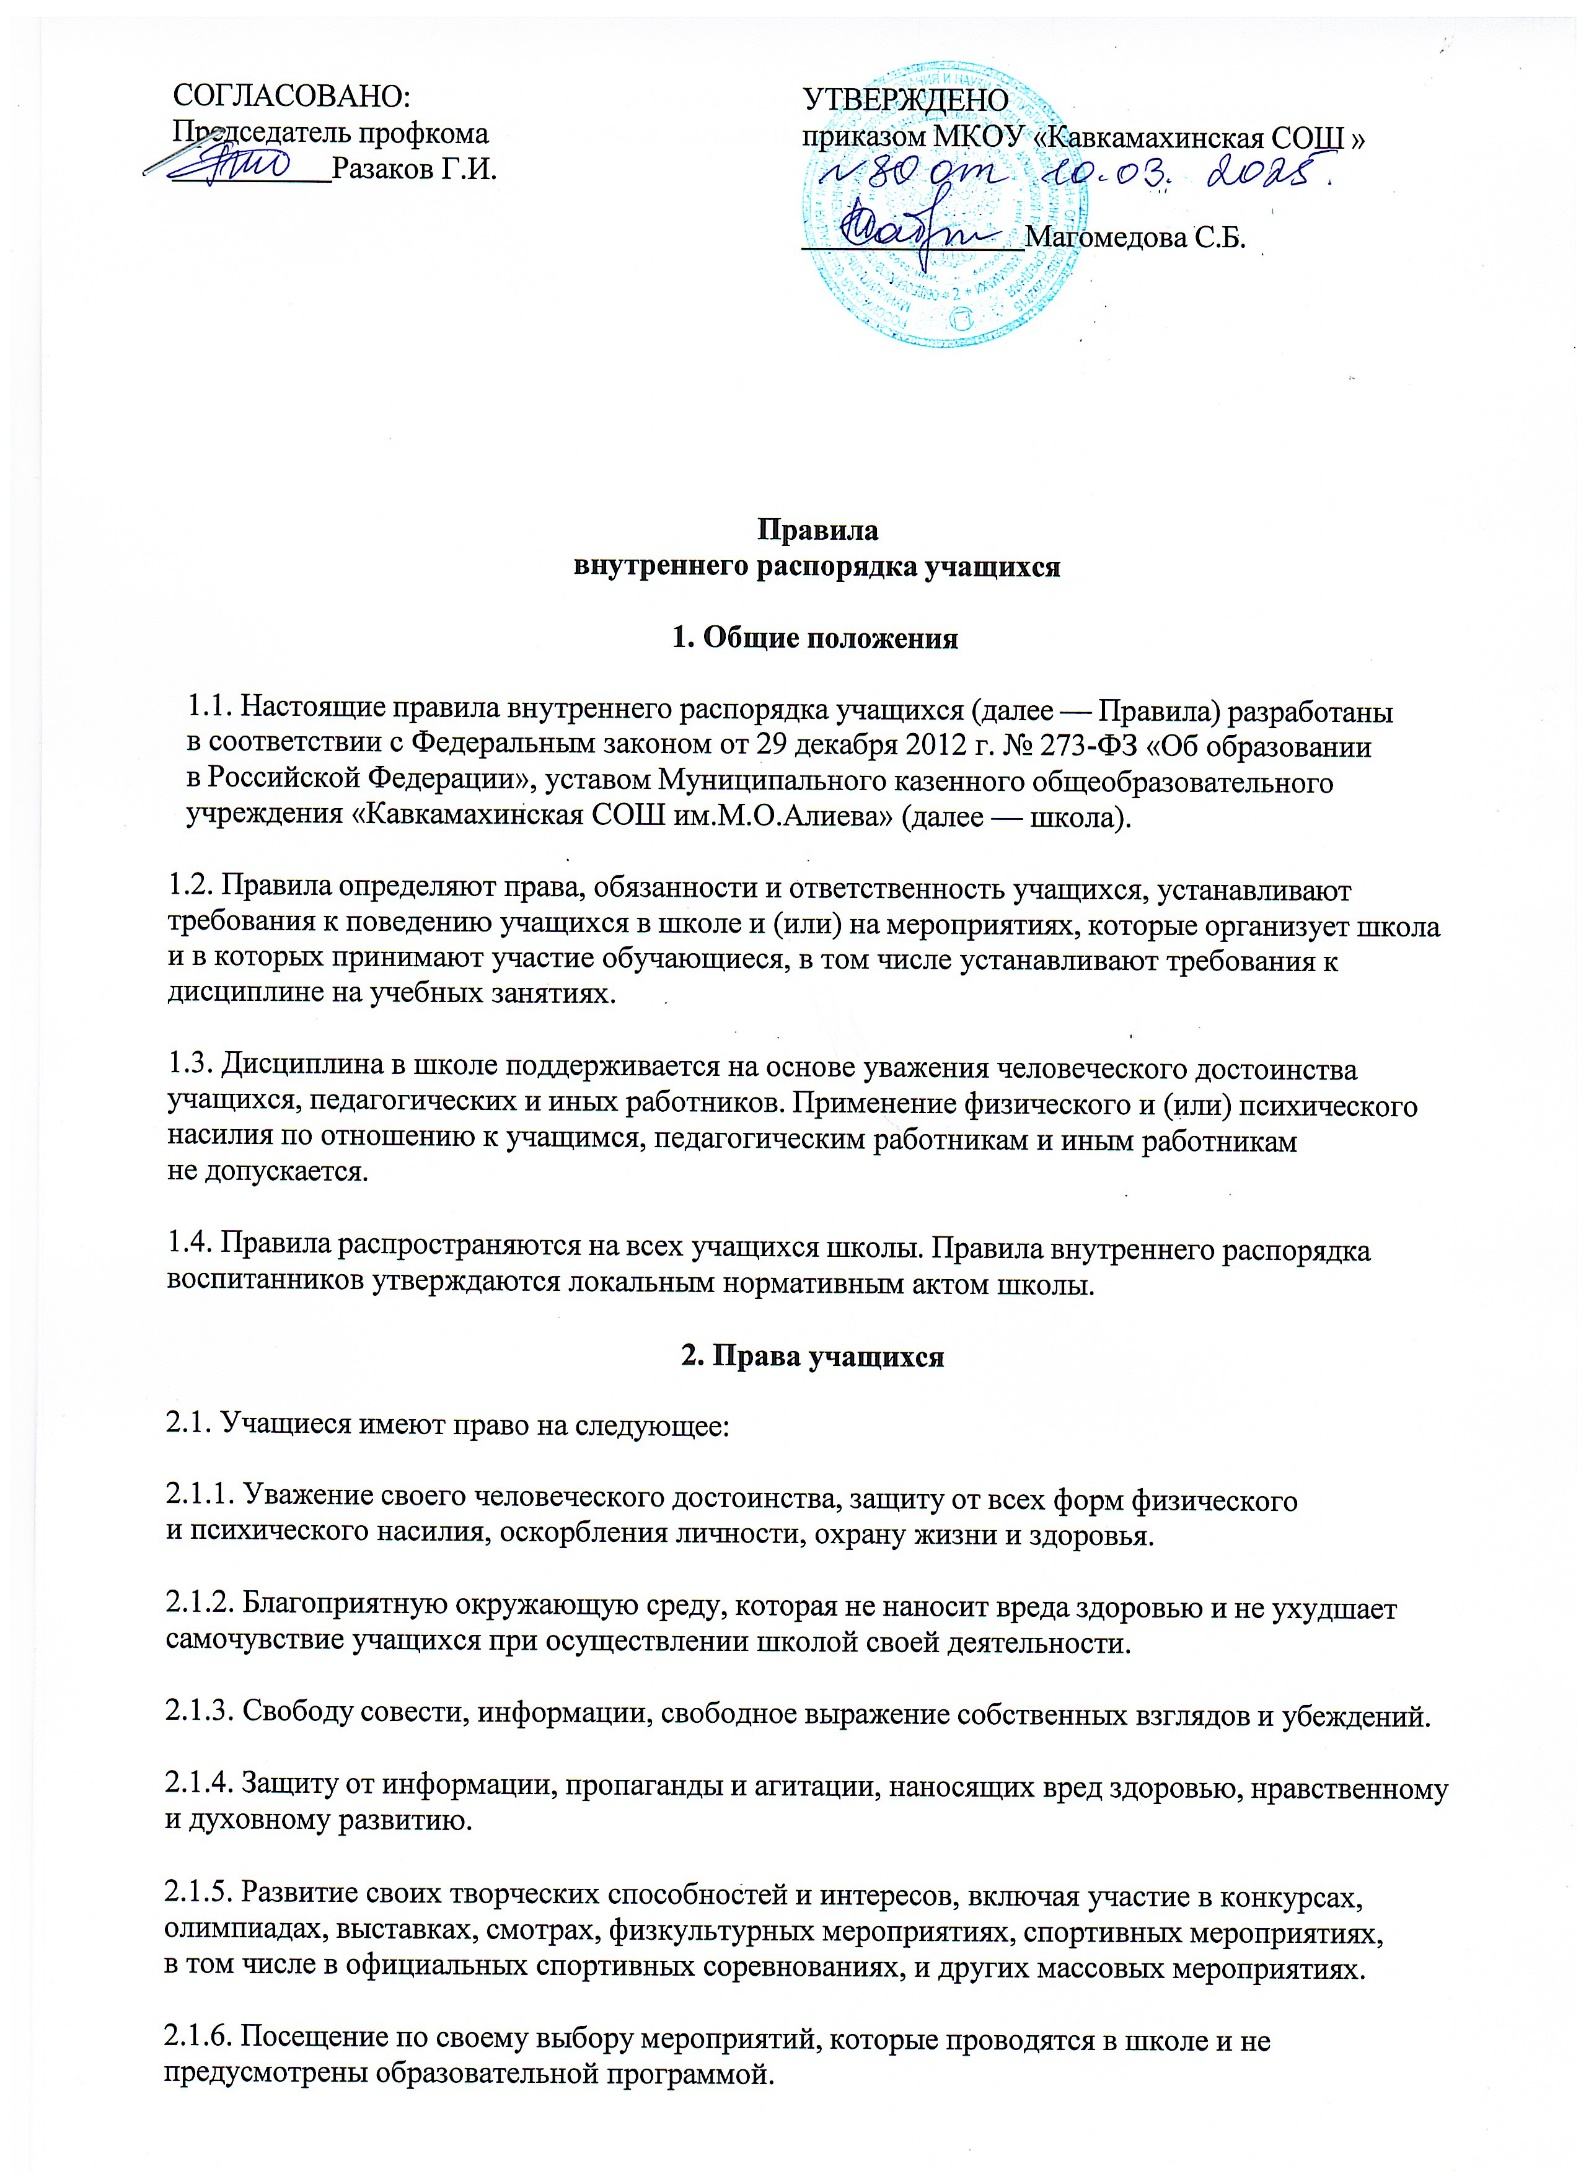 СОГЛАСОВАНО:
Председатель профкома
__________Разаков Г.И.
УТВЕРЖДЕНО
приказом МКОУ «Кавкамахинская СОШ »
№ 80 от 10.03. 2025.
______________Магомедова С.Б.
Правила
внутреннего распорядка учащихся
1. Общие положения
1.1. Настоящие правила внутреннего распорядка учащихся (далее — Правила) разработаны
в соответствии с Федеральным законом от 29 декабря 2012 г. № 273-ФЗ «Об образовании
в Российской Федерации», уставом Муниципального казенного общеобразовательного
учреждения «Кавкамахинская СОШ им.М.О.Алиева» (далее — школа).
1.2. Правила определяют права, обязанности и ответственность учащихся, устанавливают
требования к поведению учащихся в школе и (или) на мероприятиях, которые организует школа
и в которых принимают участие обучающиеся, в том числе устанавливают требования к
дисциплине на учебных занятиях.
1.3. Дисциплина в школе поддерживается на основе уважения человеческого достоинства
учащихся, педагогических и иных работников. Применение физического и (или) психического
насилия по отношению к учащимся, педагогическим работникам и иным работникам
не допускается.
1.4. Правила распространяются на всех учащихся школы. Правила внутреннего распорядка
воспитанников утверждаются локальным нормативным актом школы.
2. Права учащихся
2.1. Учащиеся имеют право на следующее:
2.1.1. Уважение своего человеческого достоинства, защиту от всех форм физического
и психического насилия, оскорбления личности, охрану жизни и здоровья.
2.1.2. Благоприятную окружающую среду, которая не наносит вреда здоровью и не ухудшает
самочувствие учащихся при осуществлении школой своей деятельности.
2.1.3. Свободу совести, информации, свободное выражение собственных взглядов и убеждений.
2.1.4. Защиту от информации, пропаганды и агитации, наносящих вред здоровью, нравственному
и духовному развитию.
2.1.5. Развитие своих творческих способностей и интересов, включая участие в конкурсах,
олимпиадах, выставках, смотрах, физкультурных мероприятиях, спортивных мероприятиях,
в том числе в официальных спортивных соревнованиях, и других массовых мероприятиях.
2.1.6. Посещение по своему выбору мероприятий, которые проводятся в школе и не
предусмотрены образовательной программой.